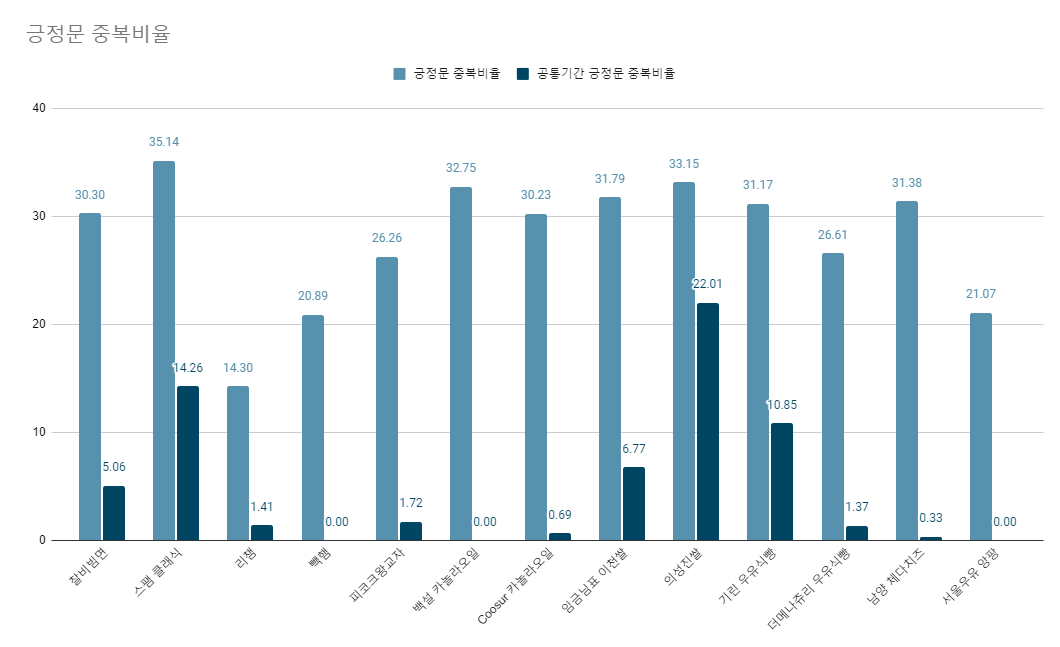 긍정문 중복비율
긍정문 중복비율 공통기간 긍정문 중복비율
40
30
20
10
0
30.30
5.06
35.14
14.26
14.30
1.41
20.89
0.00
26.26
1.72
32.75
0.00
30.23
0.69
31.79
6.77
33.15
22.01
31.17
10.85
26.61
1.37
31.38
0.33
21.07
0.00
찰비빔면
스팸 클래식
리챔
빽햄
피코크왕교자
백설 카놀라오일
Coosur 카놀라오일
임금님표 이천쌀
의성진쌀
기린 우유식빵
더메나쥬리 우유식빵
남양 체다치즈
서울우유 앙팡